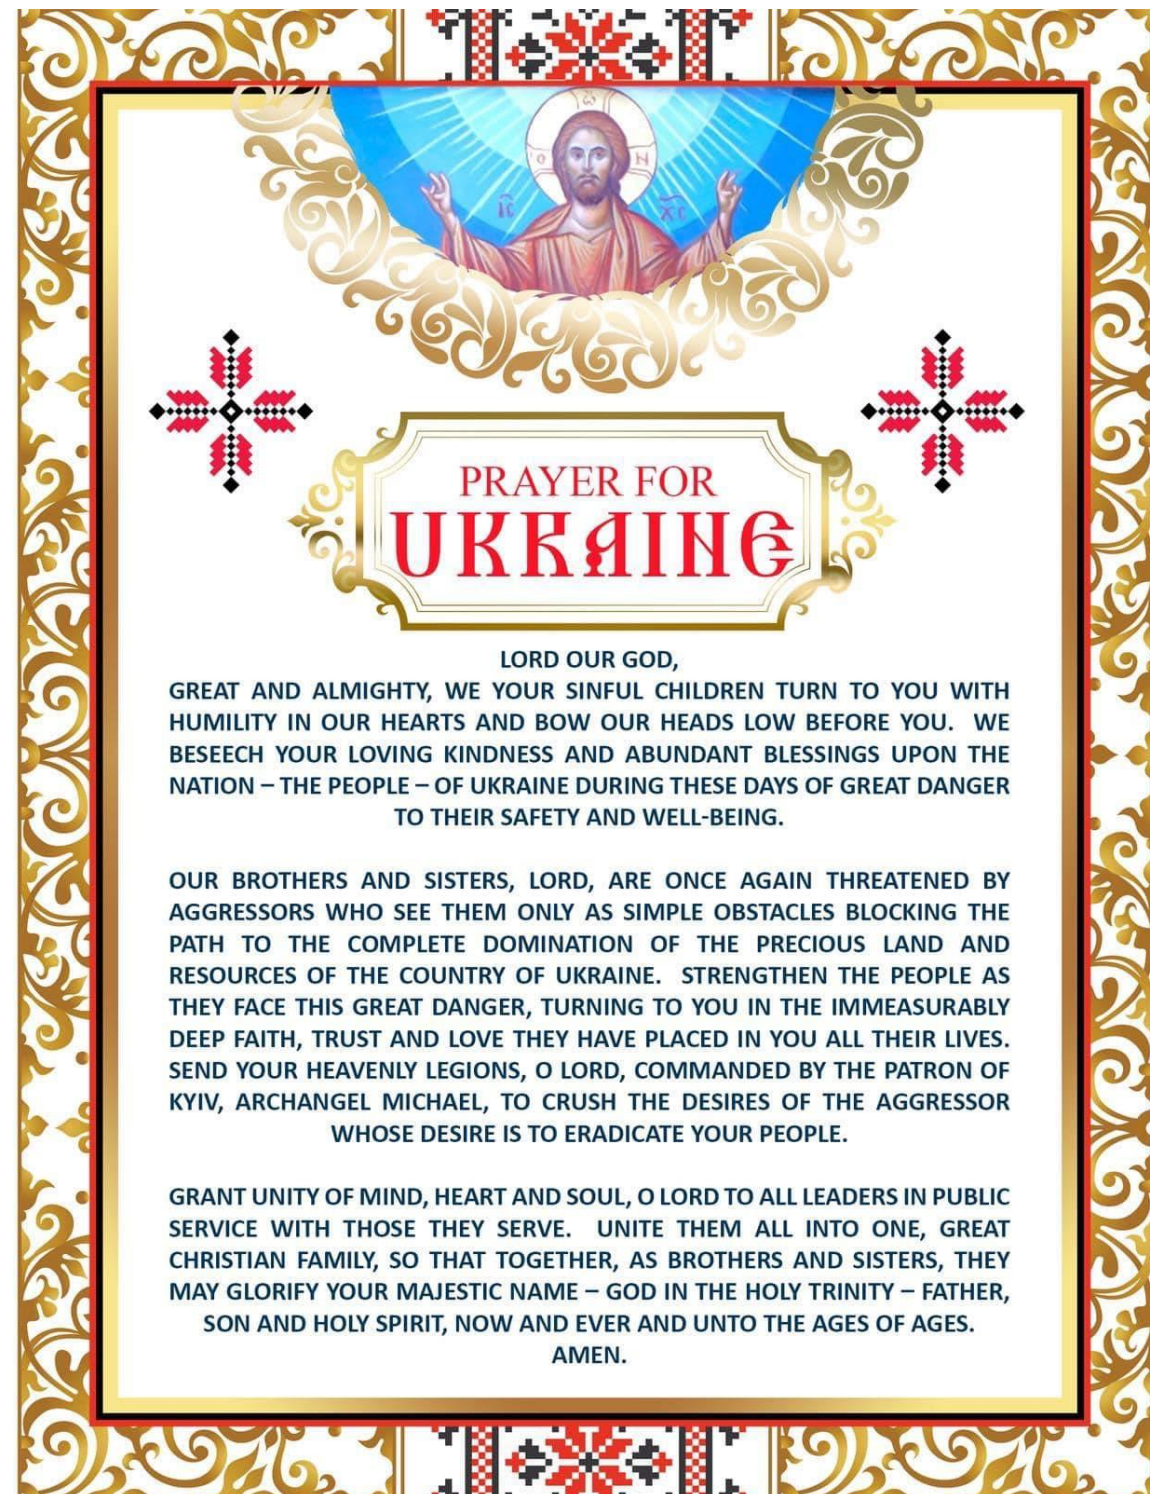 Ѡ
О
Н
ІС
ХС
PRAYER FOR
UKRAINE
LORD OUR GOD,
GREAT AND ALMIGHTY, WE YOUR SINFUL CHILDREN TURN TO YOU WITH
HUMILITY IN OUR HEARTS AND BOW OUR HEADS LOW BEFORE YOU. WE
BESEECH YOUR LOVING KINDNESS AND ABUNDANT BLESSINGS UPON THE
NATION – THE PEOPLE – OF UKRAINE DURING THESE DAYS OF GREAT DANGER
TO THEIR SAFETY AND WELL-BEING.
OUR BROTHERS AND SISTERS, LORD, ARE ONCE AGAIN THREATENED BY
AGGRESSORS WHO SEE THEM ONLY AS SIMPLE OBSTACLES BLOCKING THE
PATH TO THE COMPLETE DOMINATION OF THE PRECIOUS LAND AND
RESOURCES OF THE COUNTRY OF UKRAINE. STRENGTHEN THE PEOPLE AS
THEY FACE THIS GREAT DANGER, TURNING TO YOU IN THE IMMEASURABLY
DEEP FAITH, TRUST AND LOVE THEY HAVE PLACED IN YOU ALL THEIR LIVES.
SEND YOUR HEAVENLY LEGIONS, O LORD, COMMANDED BY THE PATRON OF
KYIV, ARCHANGEL MICHAEL, TO CRUSH THE DESIRES OF THE AGGRESSOR
WHOSE DESIRE IS TO ERADICATE YOUR PEOPLE.
GRANT UNITY OF MIND, HEART AND SOUL, O LORD TO ALL LEADERS IN PUBLIC
SERVICE WITH THOSE THEY SERVE. UNITE THEM ALL INTO ONE, GREAT
CHRISTIAN FAMILY, SO THAT TOGETHER, AS BROTHERS AND SISTERS, THEY
MAY GLORIFY YOUR MAJESTIC NAME – GOD IN THE HOLY TRINITY – FATHER,
SON AND HOLY SPIRIT, NOW AND EVER AND UNTO THE AGES OF AGES.
AMEN.